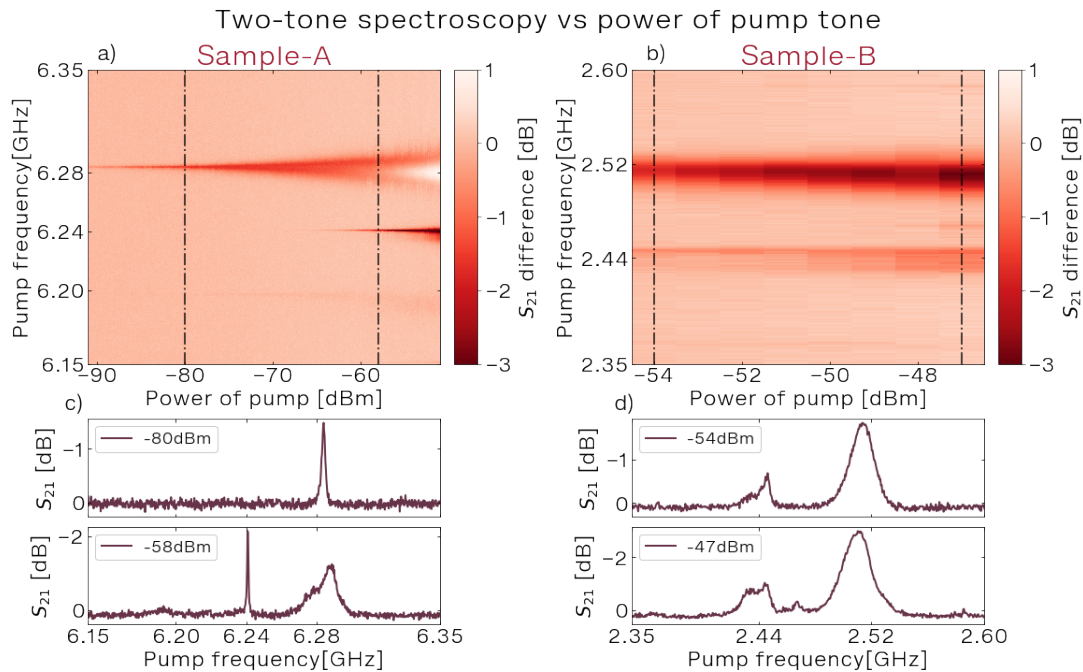 Two-tone spectroscopy vs power of pump tone
a)
Sample-A
6.35
6.28
6.24
6.20
6.15
Pump frequency[GHz]
-90
-80
-70
-60
Power of pump [dBm]
1
0
-1
-2
-3
S21 difference [dB]
b)
Sample-B
2.60
2.52
2.44
2.35
Pump frequency[GHz]
-54
-52
-50
-48
Power of pump [dBm]
1
0
-1
-2
-3
S21 difference [dB]
c)
-80dBm
-1
0
S21 [dB]
-58dBm
-2
0
S21 [dB]
6.15
6.20
6.24
6.28
6.35
Pump frequency[GHz]
d)
-54dBm
-1
0
S21 [dB]
-47dBm
-2
0
S21 [dB]
2.35
2.44
2.52
2.60
Pump frequency[GHz]